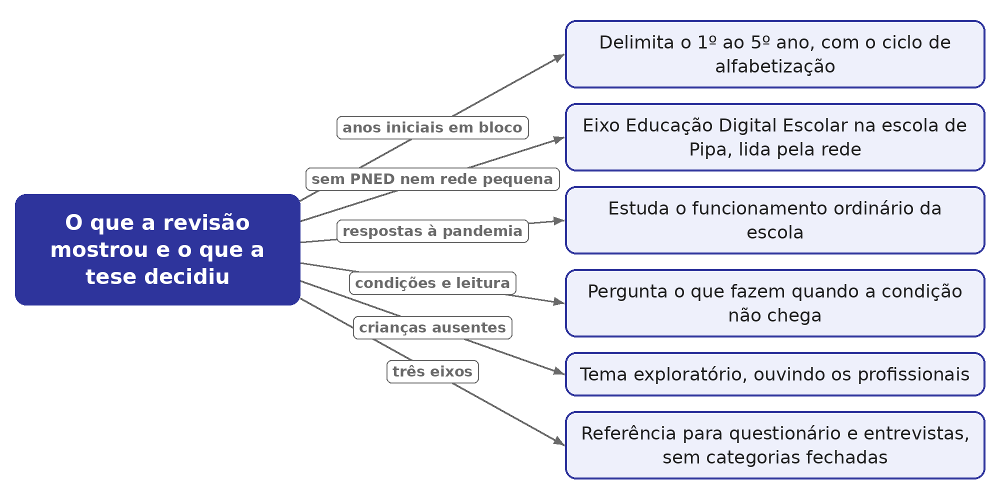 O que a revisão
mostrou e o que a
tese decidiu
anos iniciais em bloco
sem PNED nem rede pequena
respostas à pandemia
condições e leitura
crianças ausentes
três eixos
Delimita o 1º ao 5º ano, com o ciclo de
alfabetização
Eixo Educação Digital Escolar na escola de
Pipa, lida pela rede
Estuda o funcionamento ordinário da
escola
Pergunta o que fazem quando a condição
não chega
Tema exploratório, ouvindo os profissionais
Referência para questionário e entrevistas,
sem categorias fechadas